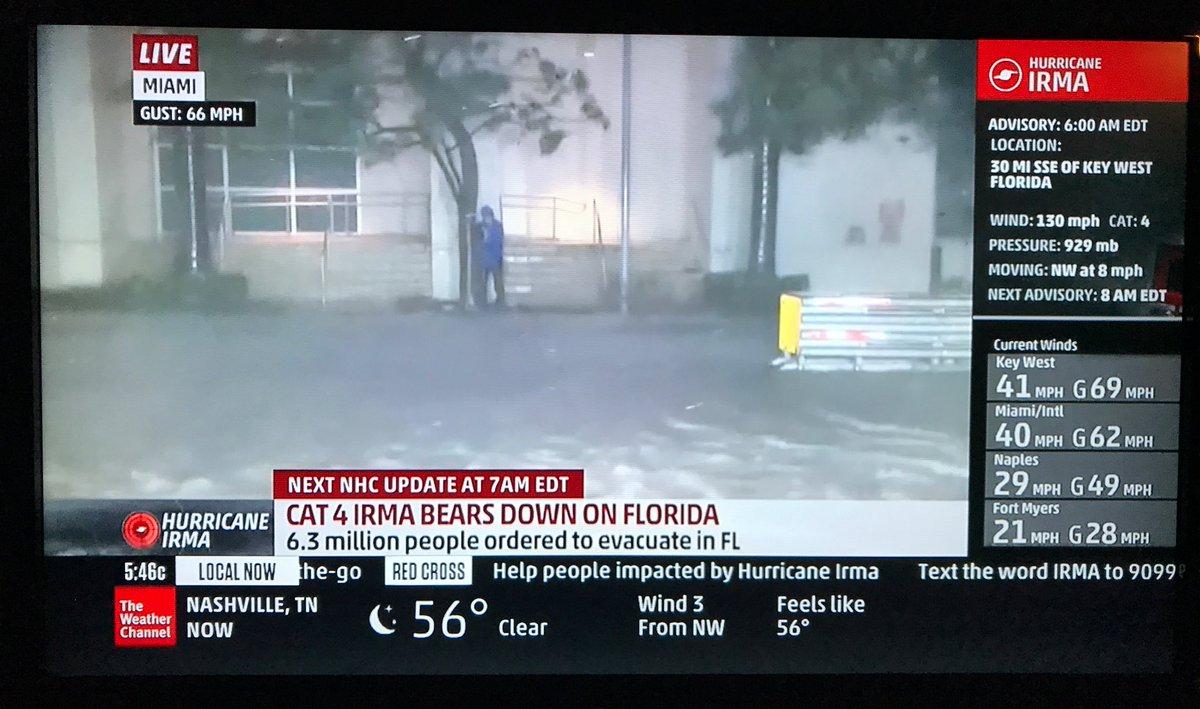 LIVE
MIAMI
GUST: 66 MPH
HURRICANE
IRMA
ADVISORY: 6:00 AM EDT
LOCATION:
30 MI SSE OF KEY WEST
FLORIDA
WIND: 130 mph CAT: 4
PRESSURE: 929 mb
MOVING: NW at 8 mph
NEXT ADVISORY: 8 AM EDT
Current Winds
Key West
41 MPH G 69 MPH
Miami/Intl
40 MPH G 62 MPH
Naples
29 MPH G 49 MPH
Fort Myers
21 MPH G 28 MPH
NEXT NHC UPDATE AT 7AM EDT
HURRICANE
IRMA
CAT 4 IRMA BEARS DOWN ON FLORIDA
6.3 million people ordered to evacuate in FL
5:46c LOCAL NOW the-go RED CROSS Help people impacted by Hurricane Irma Text the word IRMA to 9099
The
Weather
Channel
NASHVILLE, TN
NOW
56° Clear
Wind 3
From NW
Feels like
56°